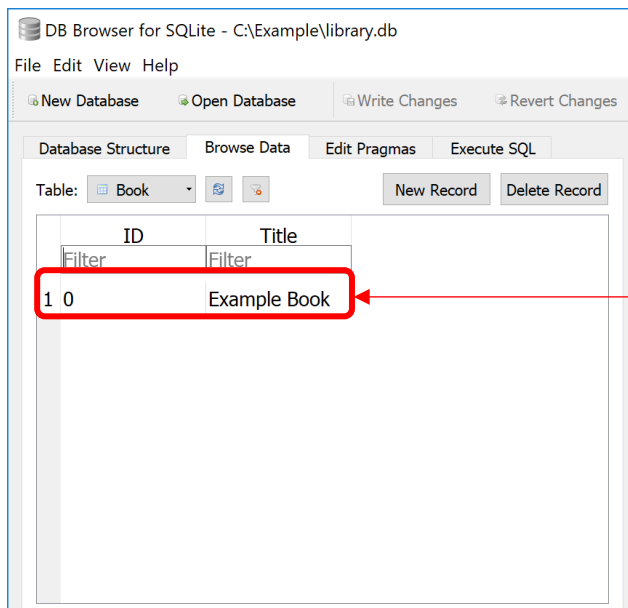 DB Browser for SQLite - C:\Example\library.db
File Edit View Help
New Database Open Database Write Changes Revert Changes
Database Structure Browse Data Edit Pragmas Execute SQL
Table: Book New Record Delete Record
ID Title
Filter Filter
1 0 Example Book